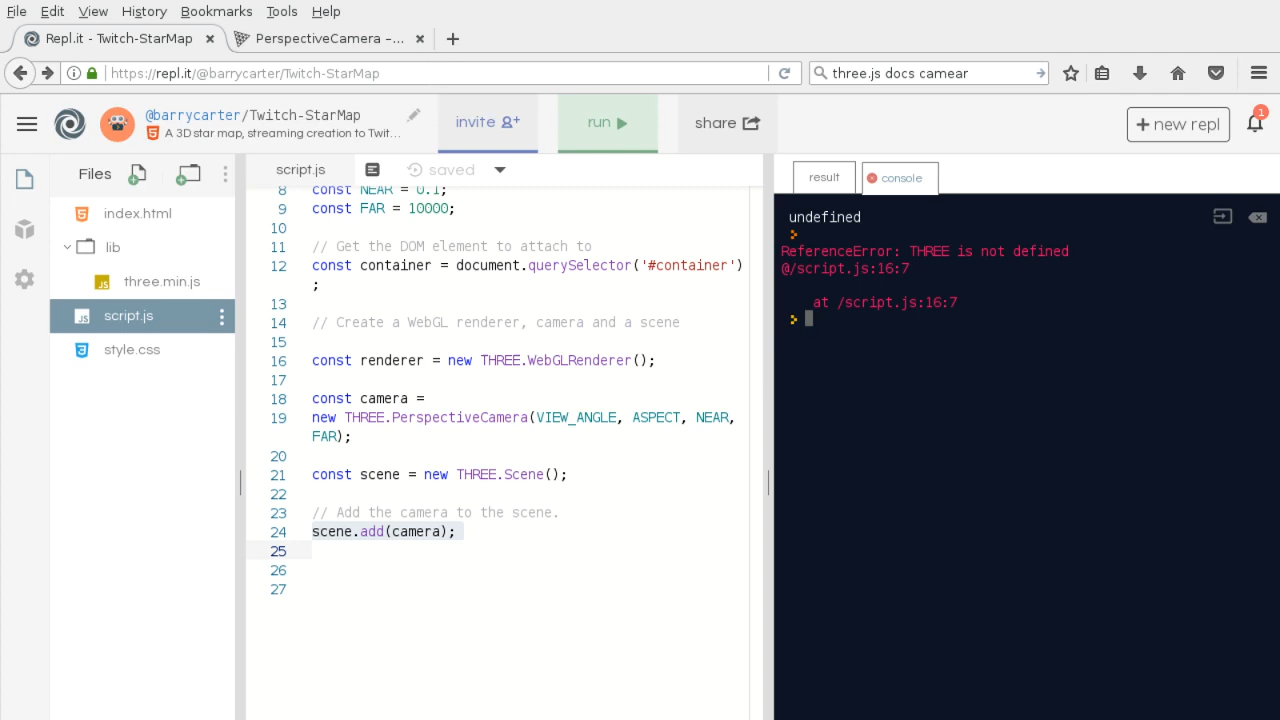 File Edit View History Bookmarks Tools Help
Repl.it - Twitch-StarMap
PerspectiveCamera –...
https://repl.it/@barrycarter/Twitch-StarMap
three.js docs camear
@barrycarter/Twitch-StarMap
A 3D star map, streaming creation to Twit...
invite
run
share
+ new repl
1
Files
script.js
saved
result
console
index.html
lib
three.min.js
script.js
style.css
8 const NEAR = 0.1;
9 const FAR = 10000;
10
11 // Get the DOM element to attach to
12 const container = document.querySelector('#container')
;
13
14 // Create a WebGL renderer, camera and a scene
15
16 const renderer = new THREE.WebGLRenderer();
17
18 const camera =
19 new THREE.PerspectiveCamera(VIEW_ANGLE, ASPECT, NEAR,
FAR);
20
21 const scene = new THREE.Scene();
22
23 // Add the camera to the scene.
24 scene.add(camera);
25
26
27
undefined
ReferenceError: THREE is not defined
@/script.js:16:7
at /script.js:16:7